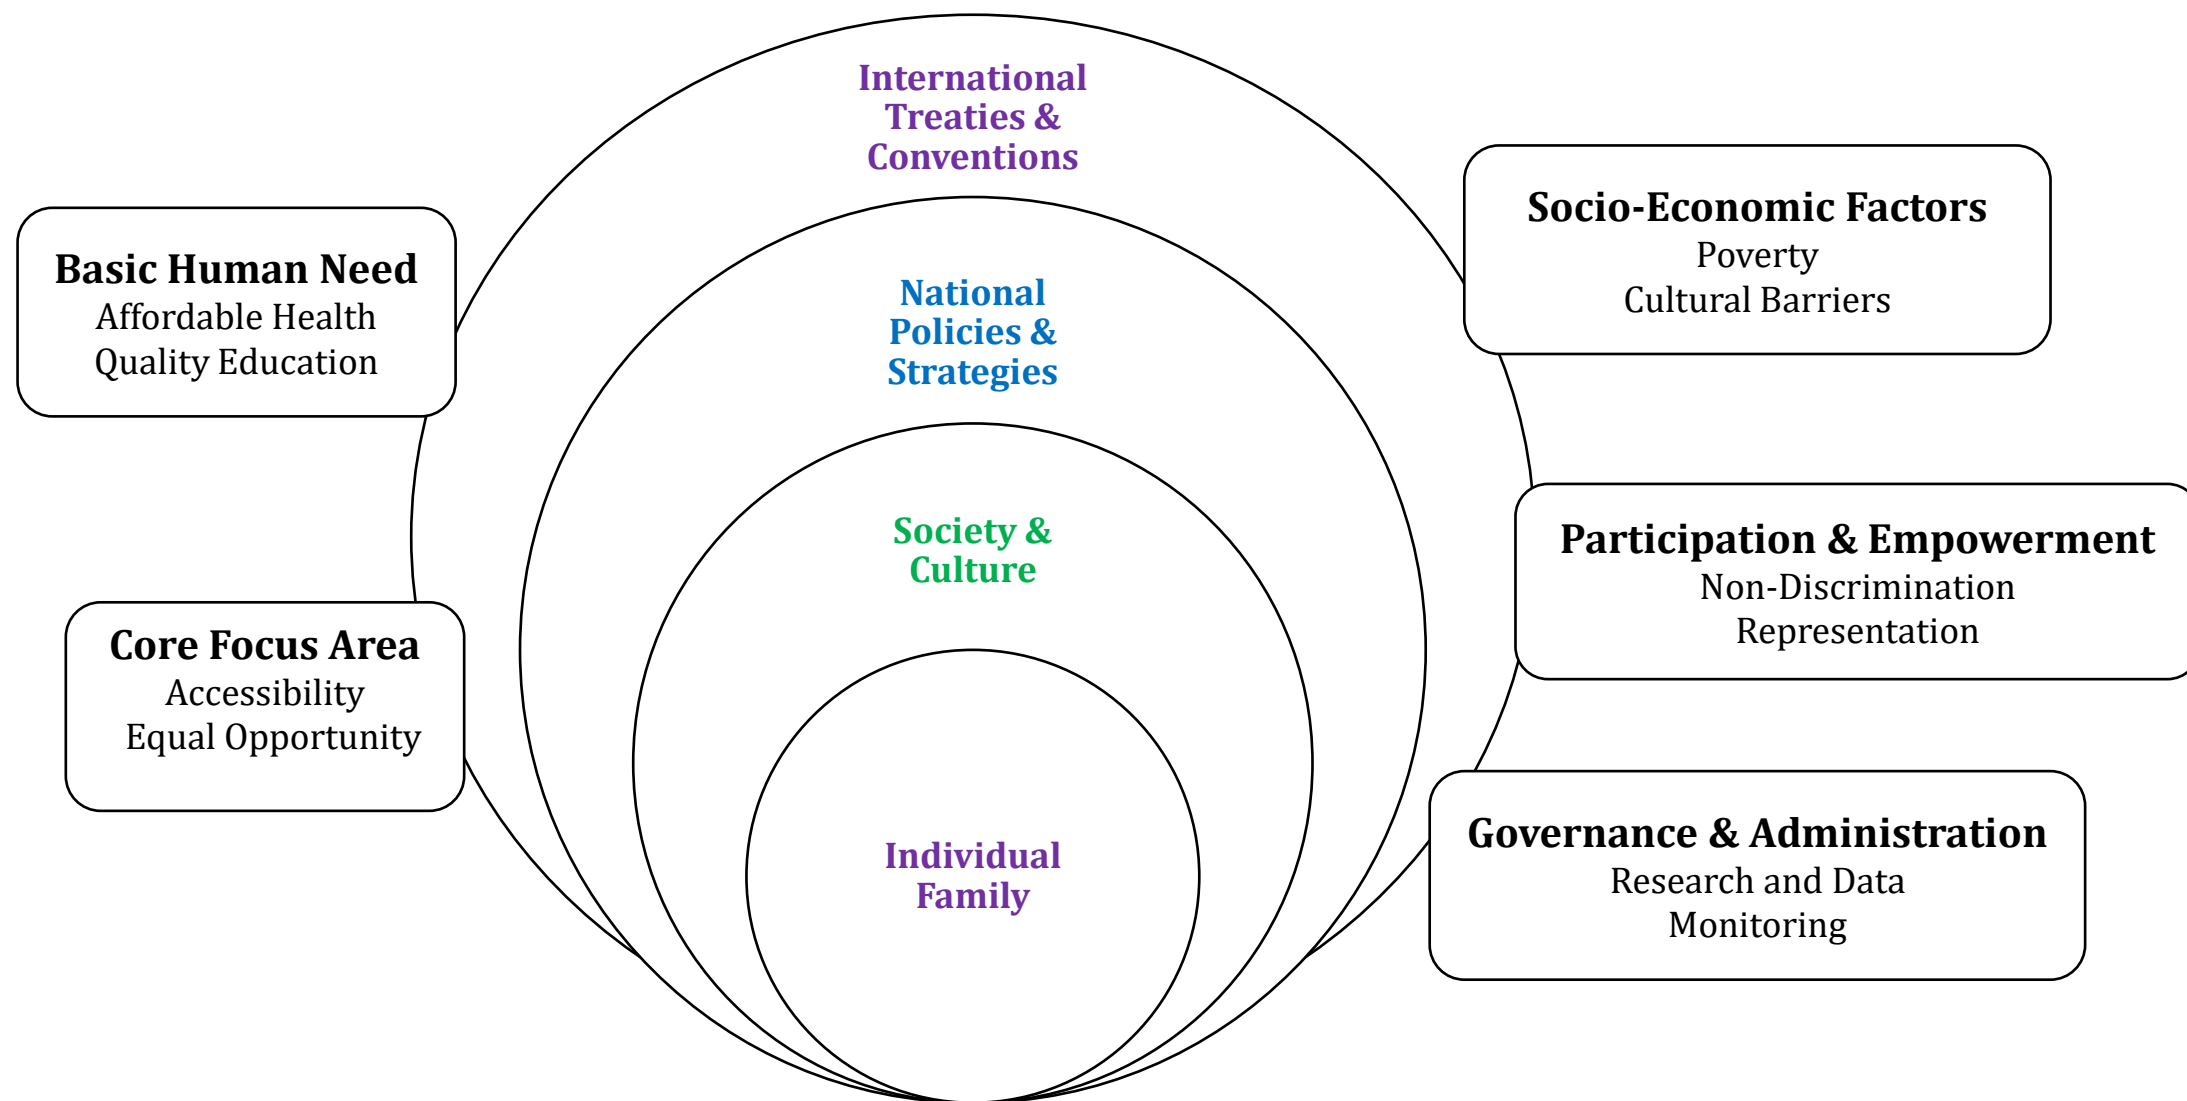 International
Treaties &
Conventions
National
Policies &
Strategies
Society &
Culture
Individual
Family
Basic Human Need
Affordable Health
Quality Education
Core Focus Area
Accessibility
Equal Opportunity
Socio-Economic Factors
Poverty
Cultural Barriers
Participation & Empowerment
Non-Discrimination
Representation
Governance & Administration
Research and Data
Monitoring